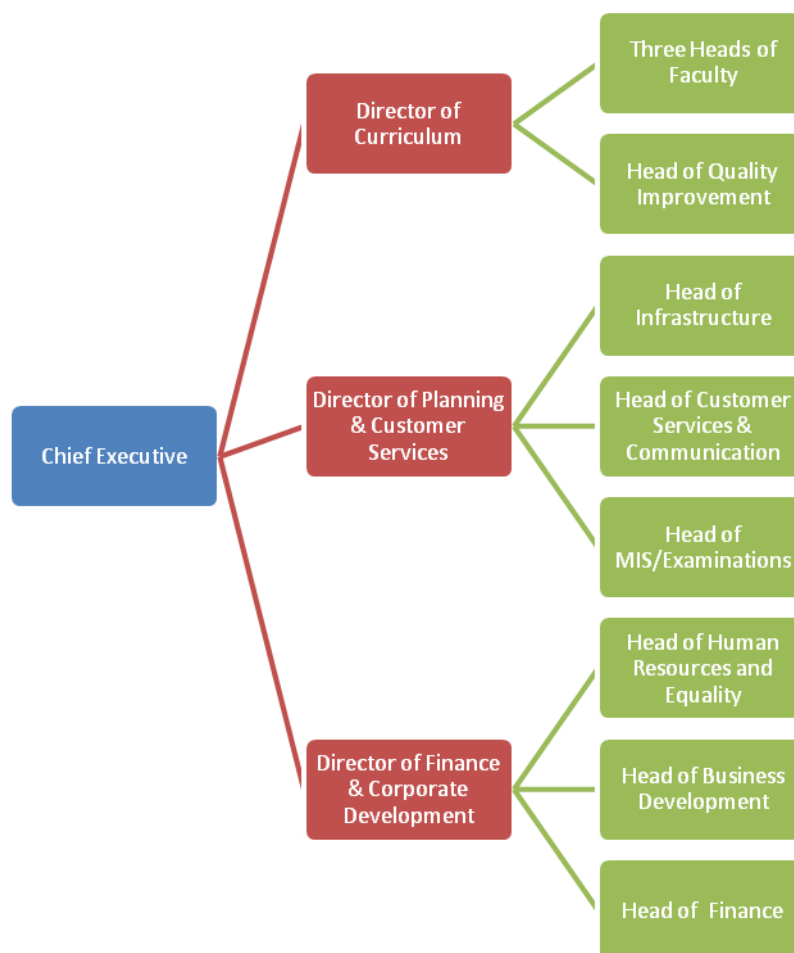 Three Heads of
Faculty
Director of
Curriculum
Head of Quality
Improvement
Head of
Infrastructure
Director of Planning
& Customer
Services
Head of Customer
Services &
Communication
Chief Executive
Head of
MIS/Examinations
Head of Human
Resources and
Equality
Director of Finance
& Corporate
Development
Head of Business
Development
Head of  Finance